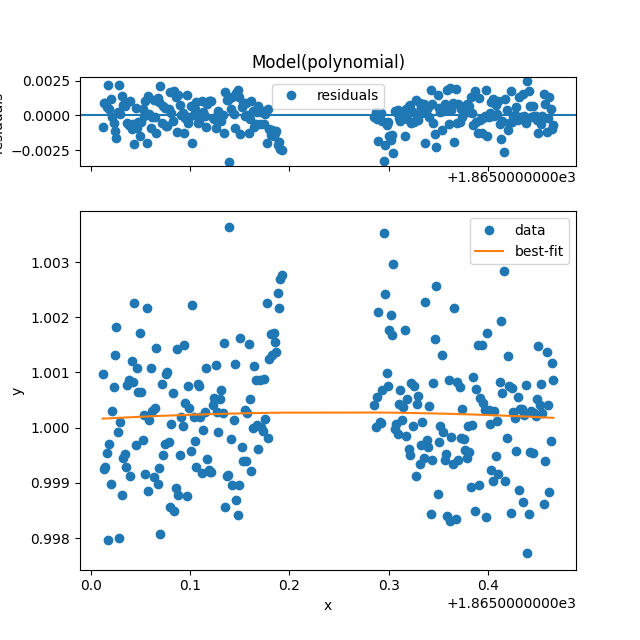 Model(polynomial)
0.0025
0.0000
−0.0025
residuals
residuals
+1.8650000000e3
1.003
1.002
1.001
1.000
0.999
0.998
y
data
best-fit
0.0 0.1 0.2 0.3 0.4
x
+1.8650000000e3